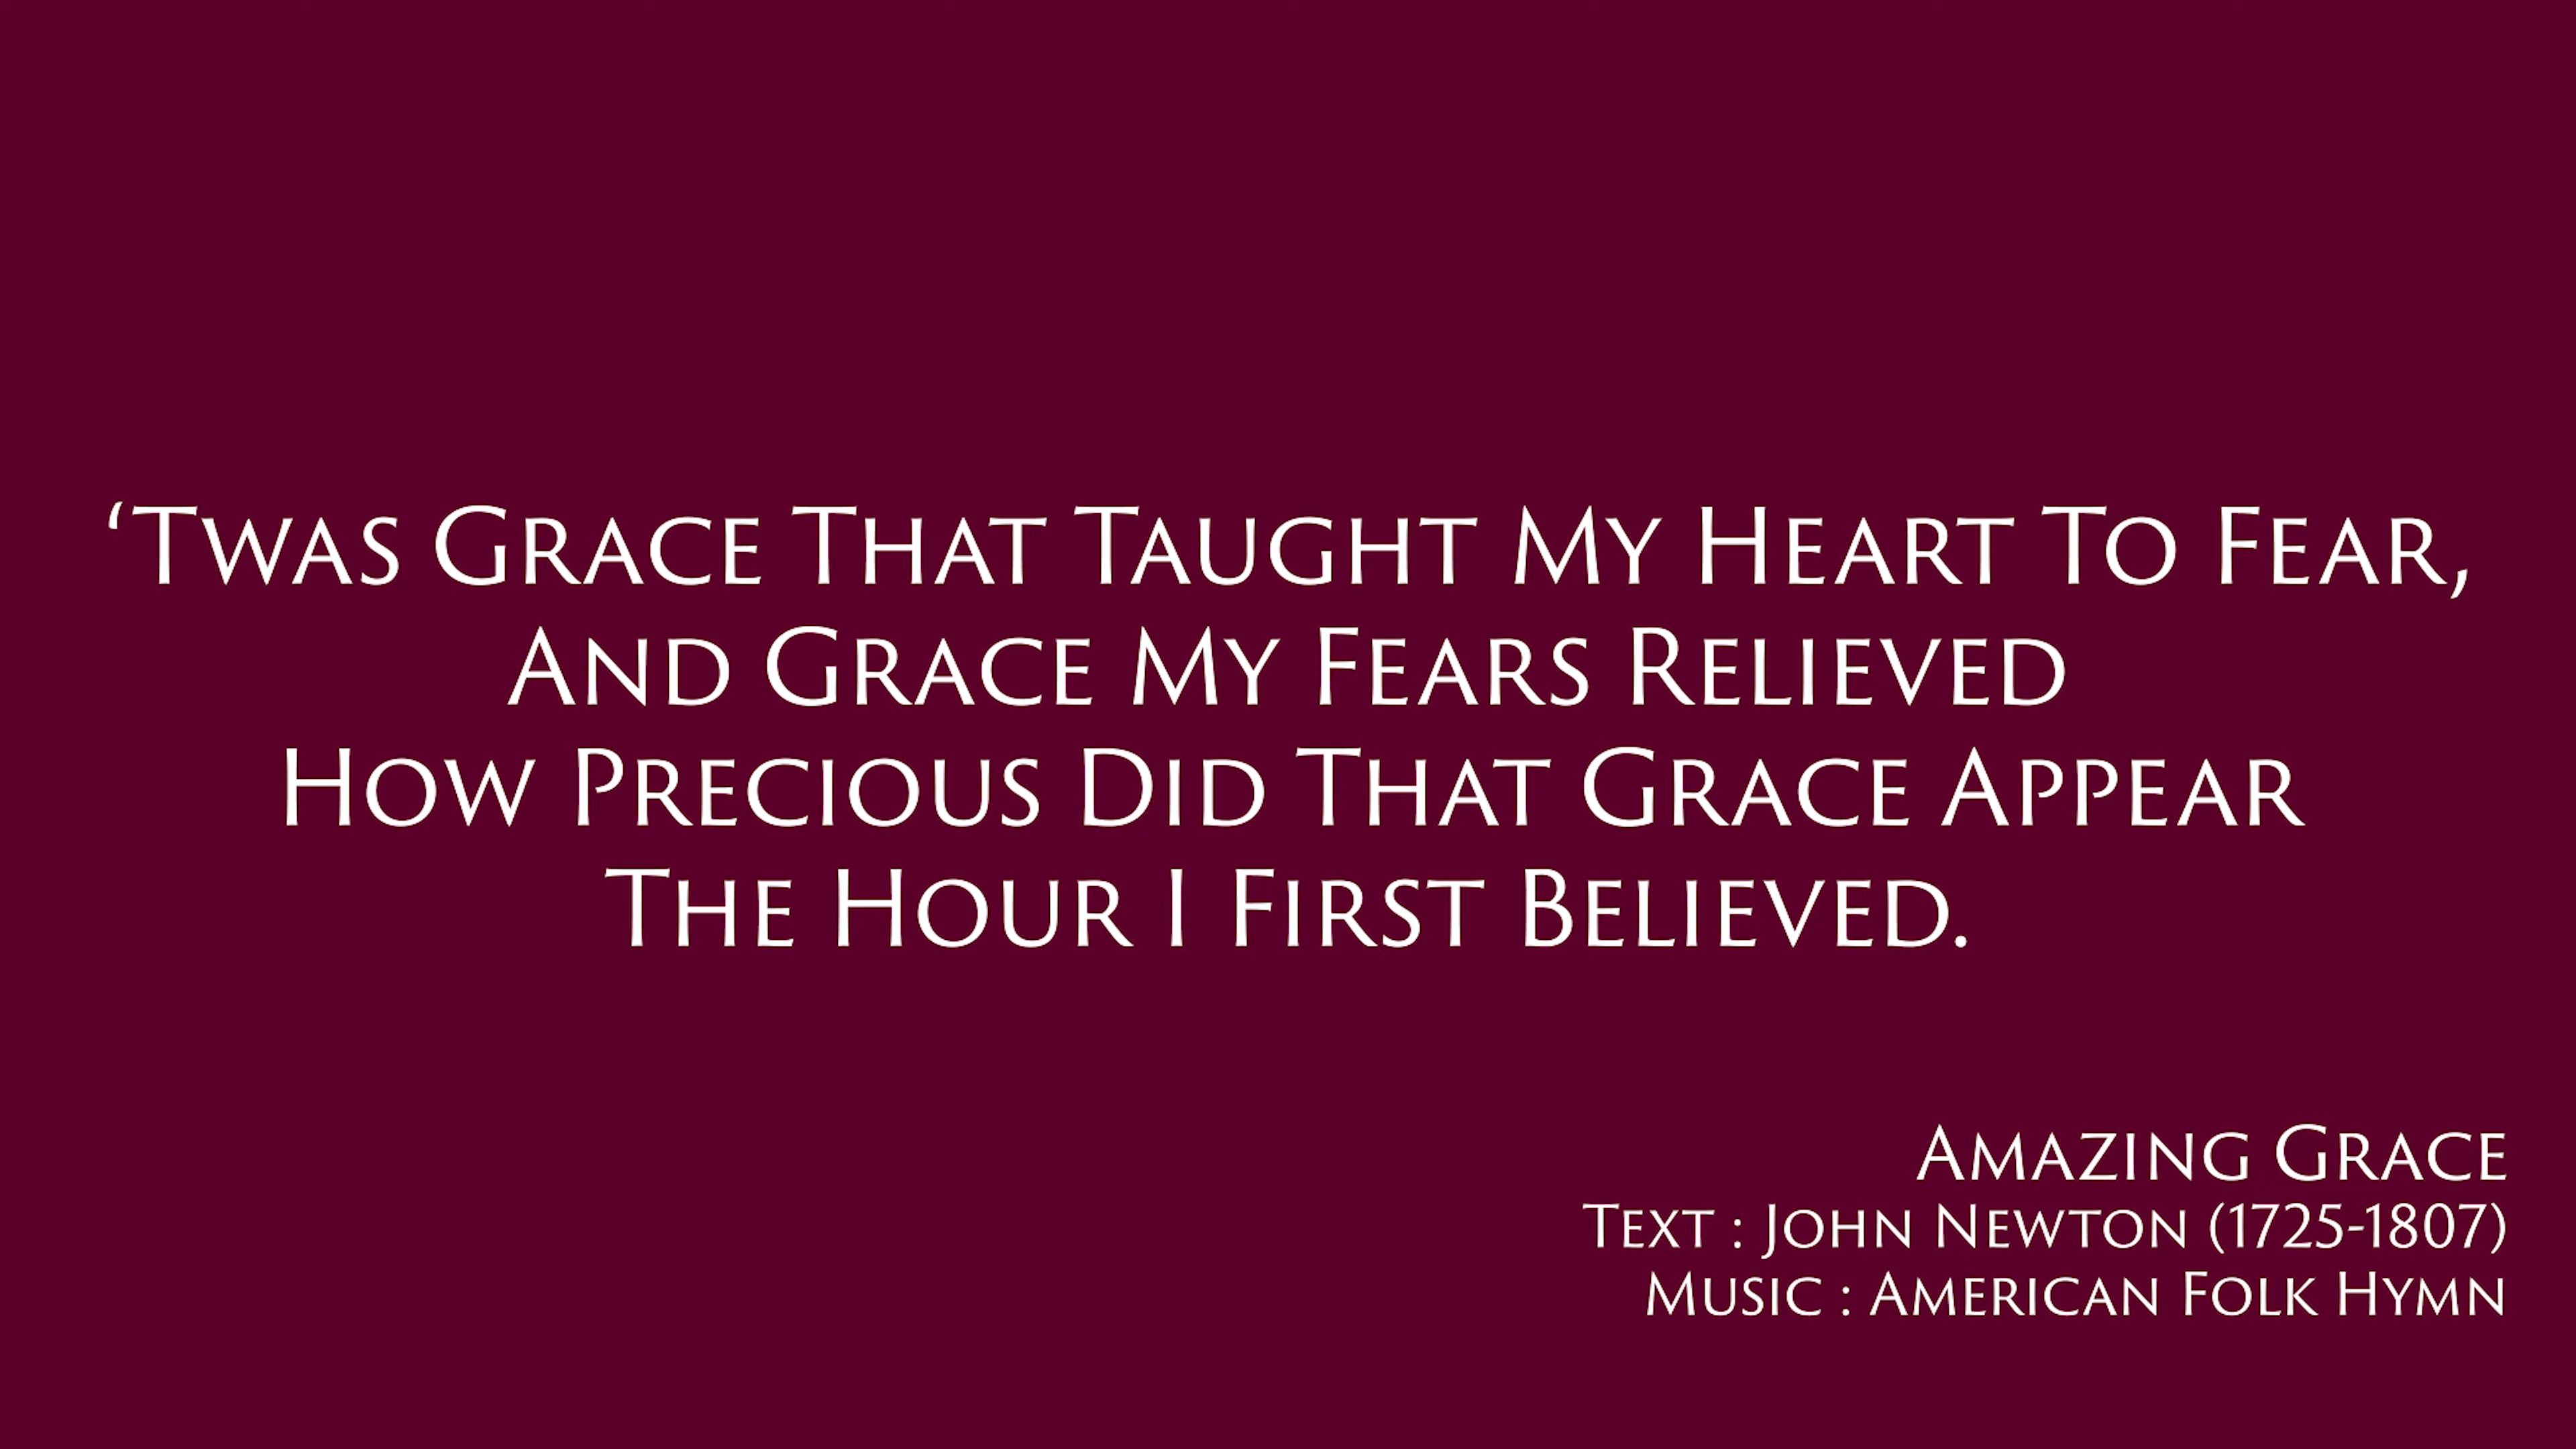 ‘Twas Grace That Taught My Heart To Fear,
And Grace My Fears Relieved
How Precious Did That Grace Appear
The Hour I First Believed.
Amazing Grace
Text : John Newton (1725-1807)
Music : American Folk Hymn